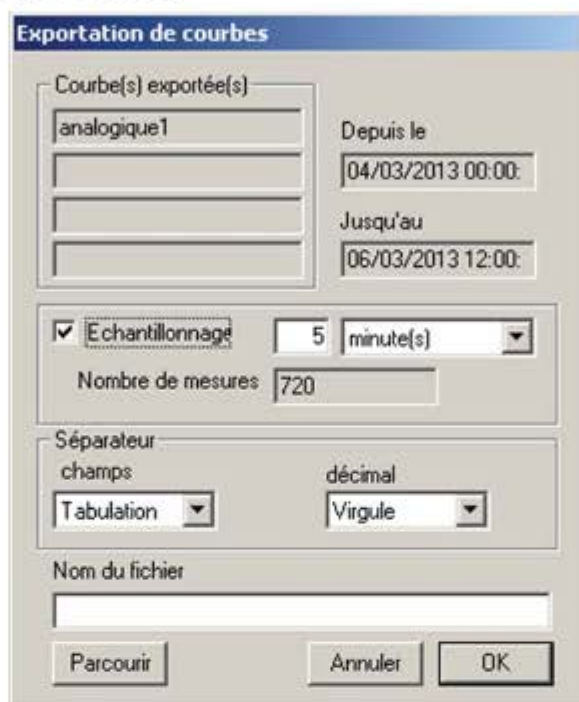 Exportation de courbes
Courbe(s) exportée(s)
analogique1
Depuis le
04/03/2013 00:00:
Jusqu'au
06/03/2013 12:00:
Echantillonnage 5 minute(s)
Nombre de mesures 720
Séparateur
champs décimal
Tabulation Virgule
Nom du fichier
Parcourir Annuler OK